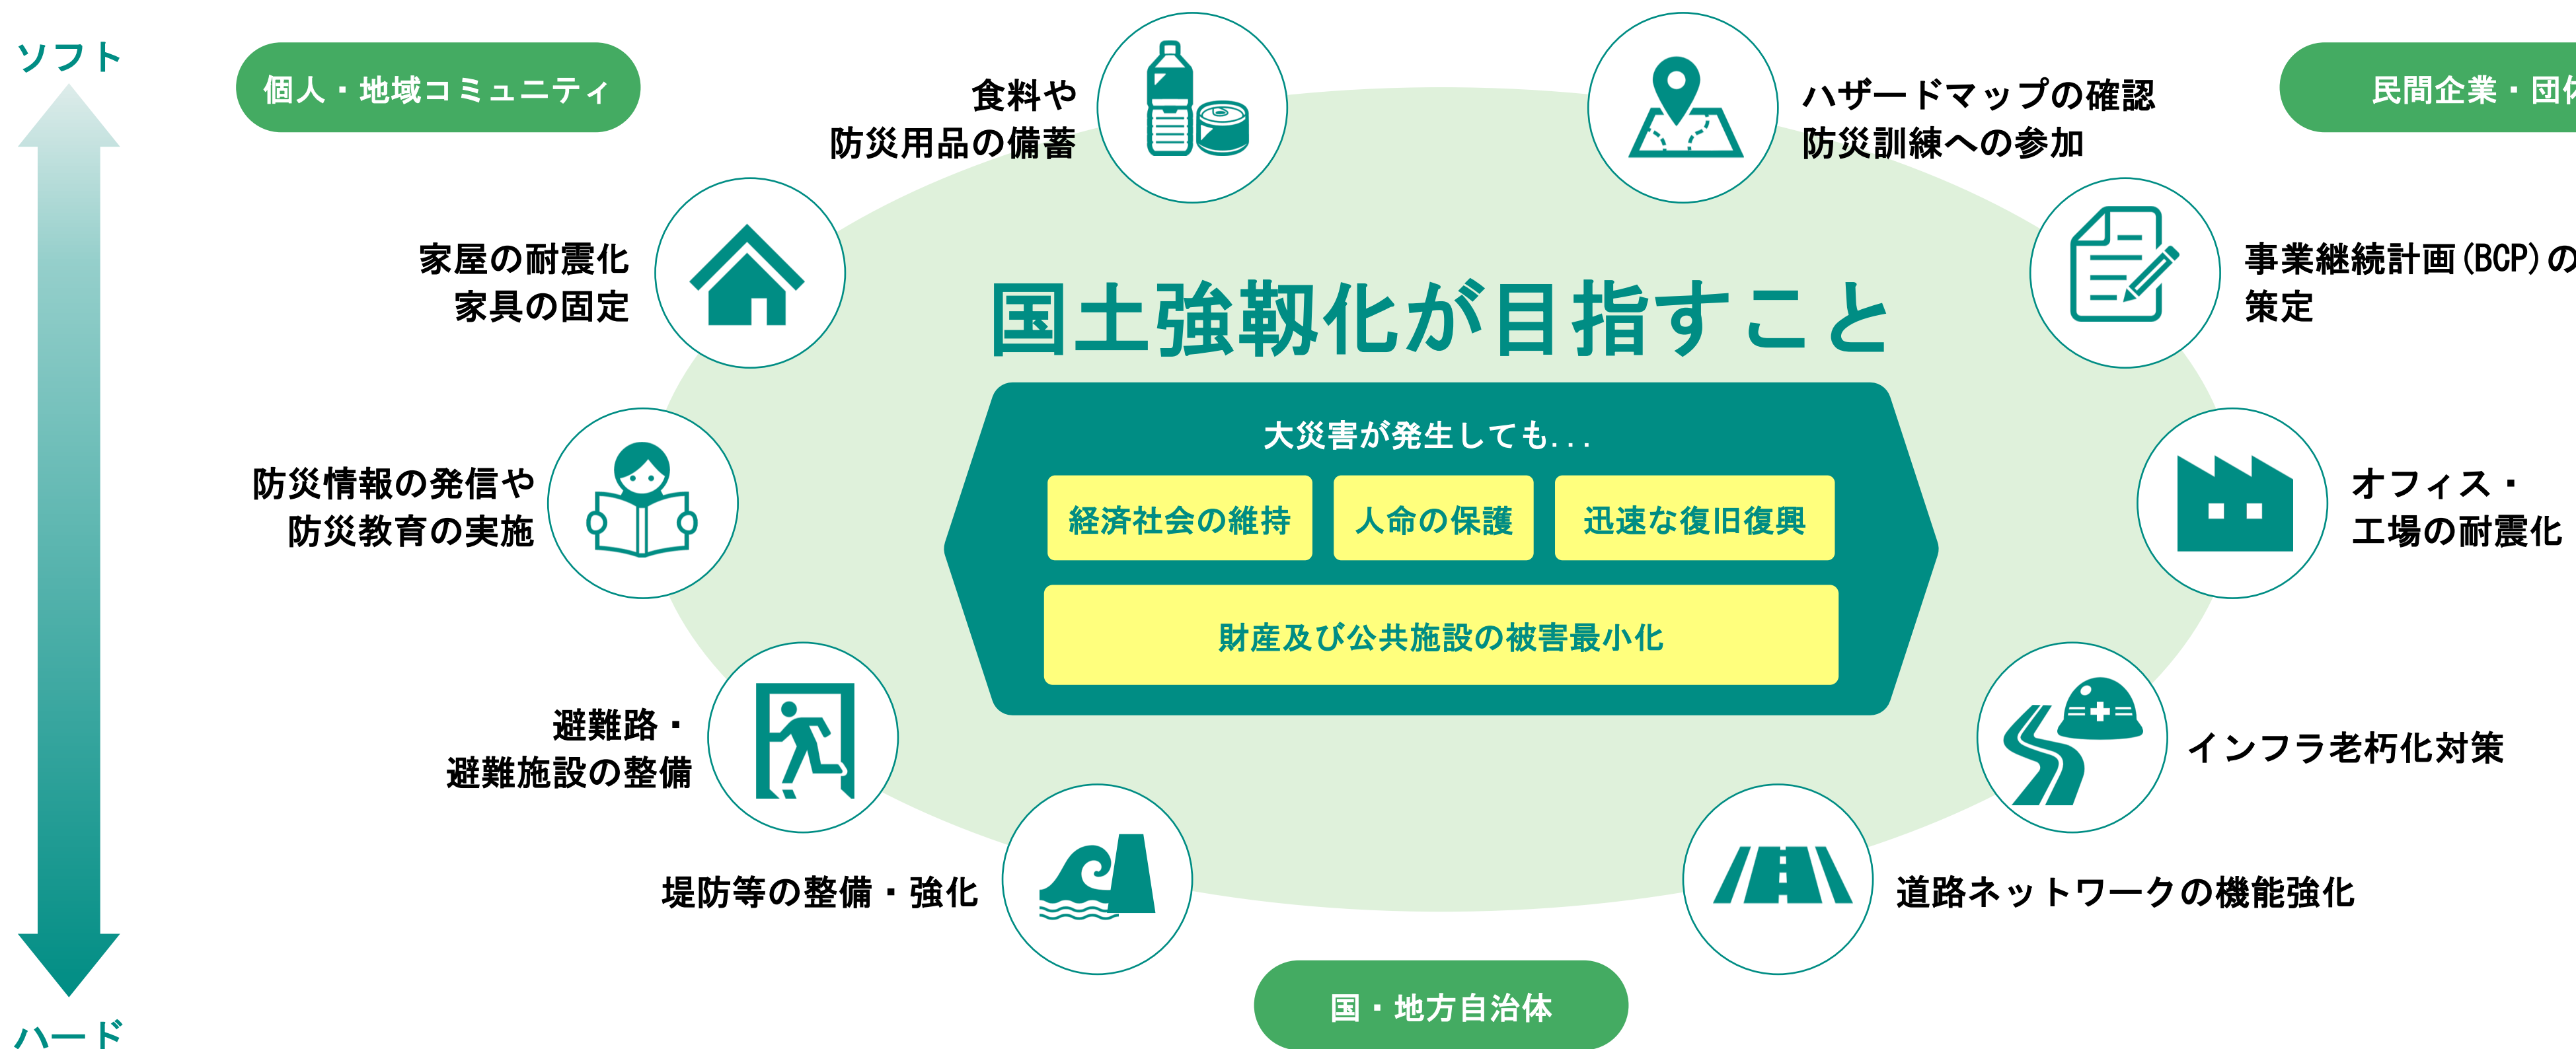 ソフト
個人・地域コミュニティ
食料や
防災用品の備蓄
ハザードマップの確認
防災訓練への参加
民間企業・団体
家屋の耐震化
家具の固定
事業継続計画(BCP)の
策定
国土強靱化が目指すこと
大災害が発生しても...
経済社会の維持
人命の保護
迅速な復旧復興
財産及び公共施設の被害最小化
防災情報の発信や
防災教育の実施
オフィス・
工場の耐震化
避難路・
避難施設の整備
インフラ老朽化対策
堤防等の整備・強化
道路ネットワークの機能強化
国・地方自治体
ハード